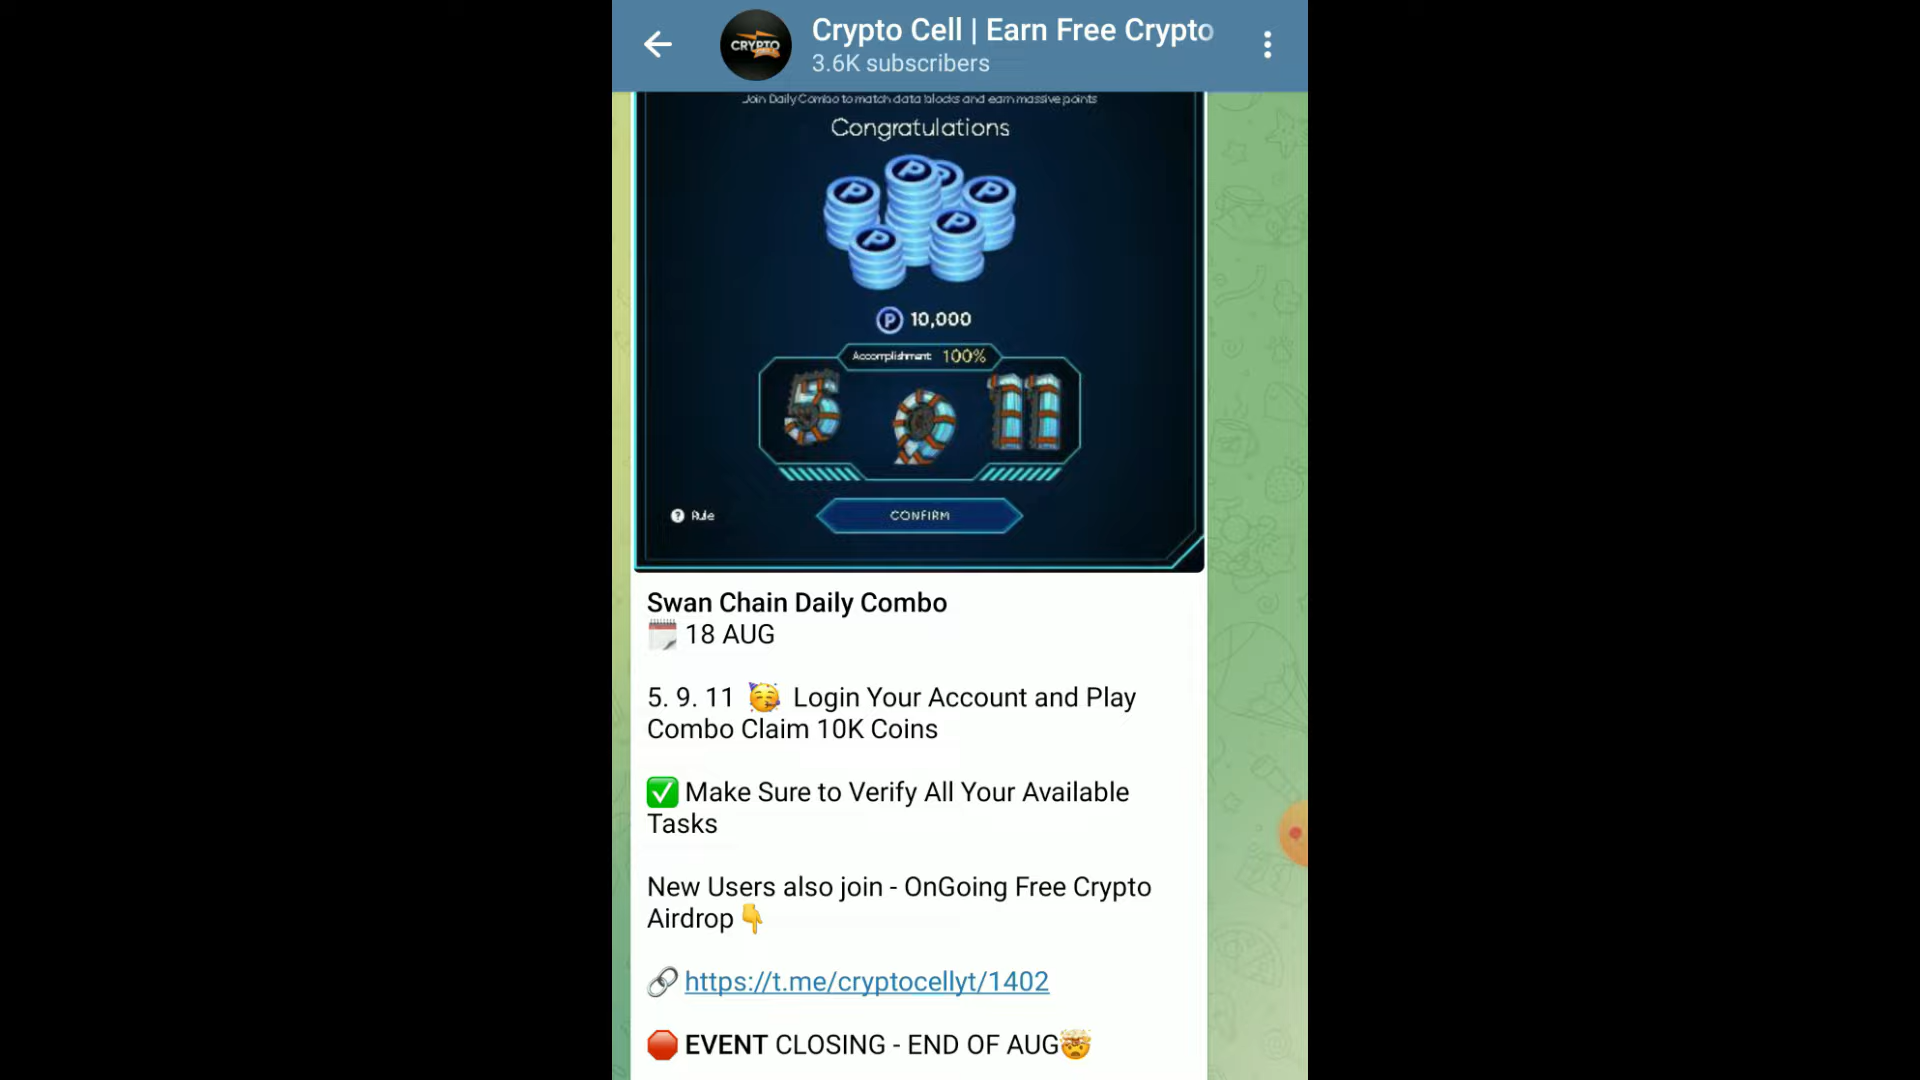 Crypto Cell | Earn Free Crypto
3.6K subscribers
CRYPTO
Join Daily Combo to match data blocks and earn massive points
Congratulations
10,000
Accomplishment 100%
5 9 11
Rule
CONFIRM
Swan Chain Daily Combo
18 AUG
5. 9. 11 🥳 Login Your Account and Play
Combo Claim 10K Coins
✅ Make Sure to Verify All Your Available
Tasks
New Users also join - OnGoing Free Crypto
Airdrop 👇
🔗 https://t.me/cryptocellyt/1402
🛑 EVENT CLOSING - END OF AUG🤯